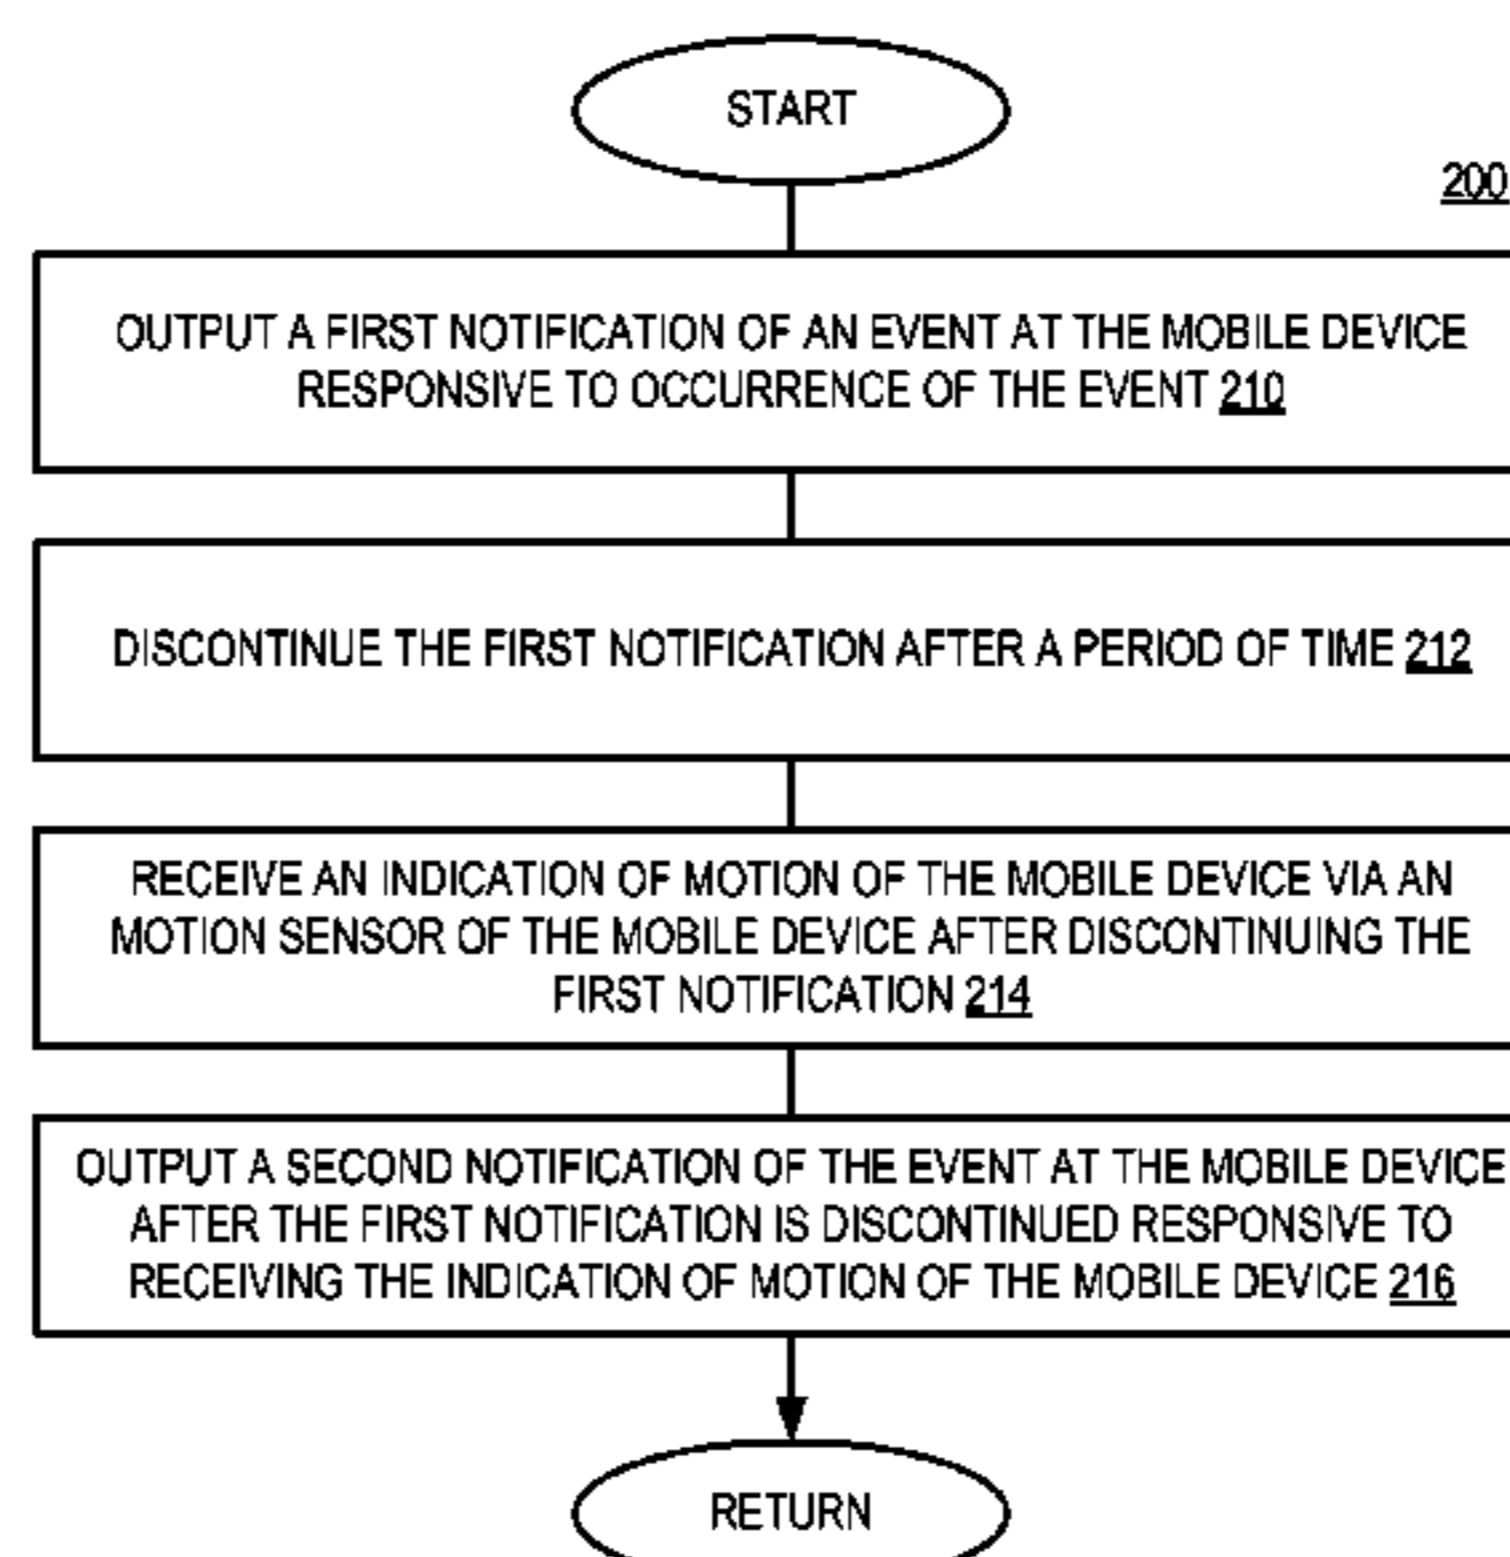 START
200
OUTPUT A FIRST NOTIFICATION OF AN EVENT AT THE MOBILE DEVICE
RESPONSIVE TO OCCURRENCE OF THE EVENT 210
DISCONTINUE THE FIRST NOTIFICATION AFTER A PERIOD OF TIME 212
RECEIVE AN INDICATION OF MOTION OF THE MOBILE DEVICE VIA AN
MOTION SENSOR OF THE MOBILE DEVICE AFTER DISCONTINUING THE
FIRST NOTIFICATION 214
OUTPUT A SECOND NOTIFICATION OF THE EVENT AT THE MOBILE DEVICE
AFTER THE FIRST NOTIFICATION IS DISCONTINUED RESPONSIVE TO
RECEIVING THE INDICATION OF MOTION OF THE MOBILE DEVICE 216
RETURN